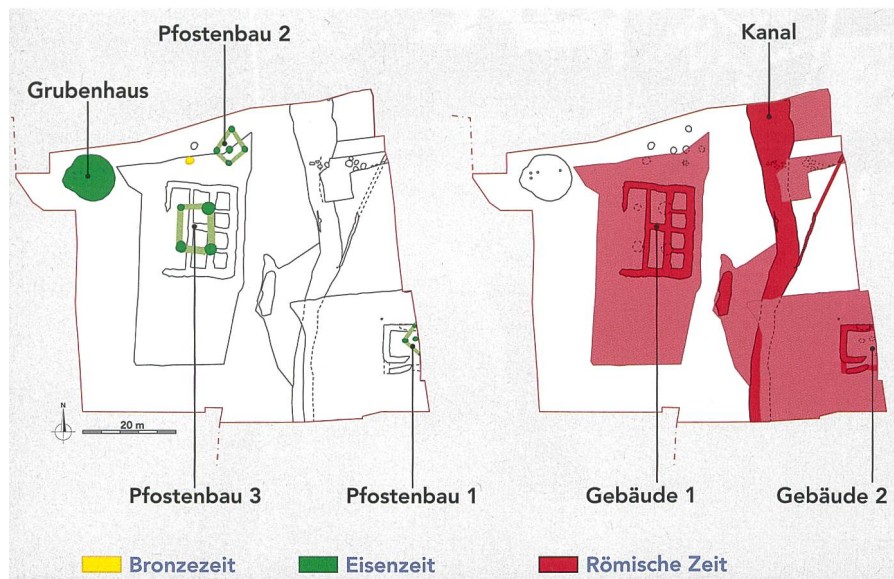 Pfostenbau 2
Kanal
Grubenhaus
N
20 m
Pfostenbau 3
Pfostenbau 1
Gebäude 1
Gebäude 2
Bronzezeit
Eisenzeit
Römische Zeit